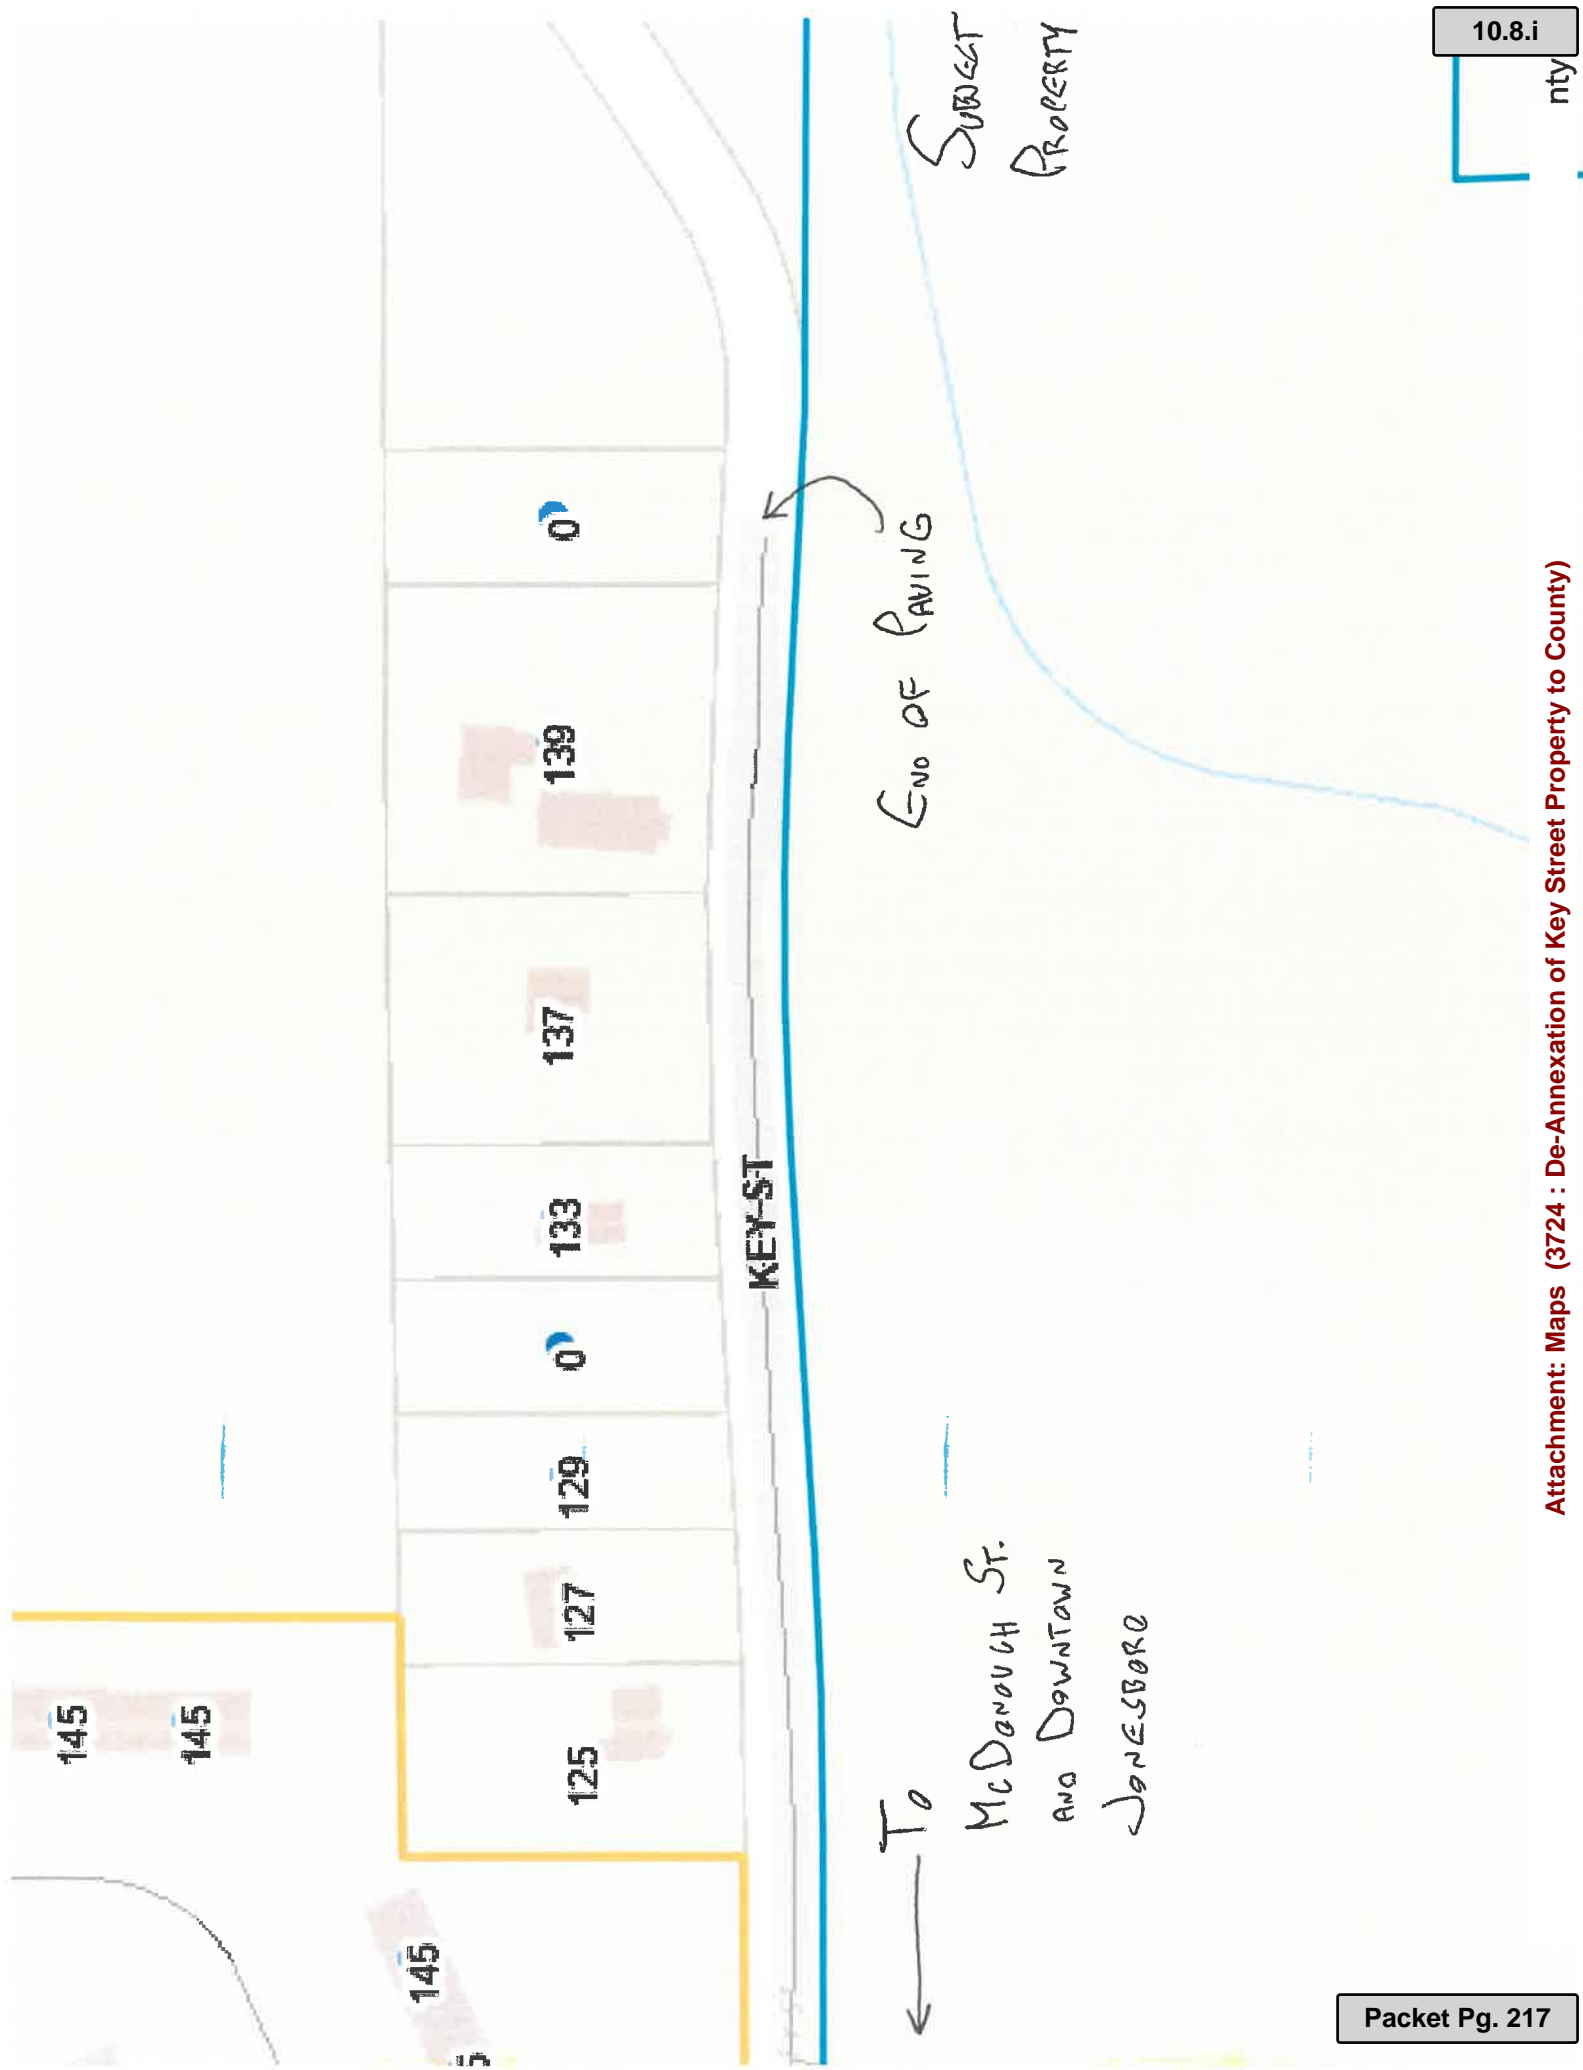 10.8.i
nty
SUBJECT
PROPERTY
0
139
END OF PAVING
137
133
KEY-ST
0
129
127
125
145
145
145
5
TO
MCDONOUGH ST.
AND DOWNTOWN
JONESBORO
Attachment: Maps (3724 : De-Annexation of Key Street Property to County)
Packet Pg. 217